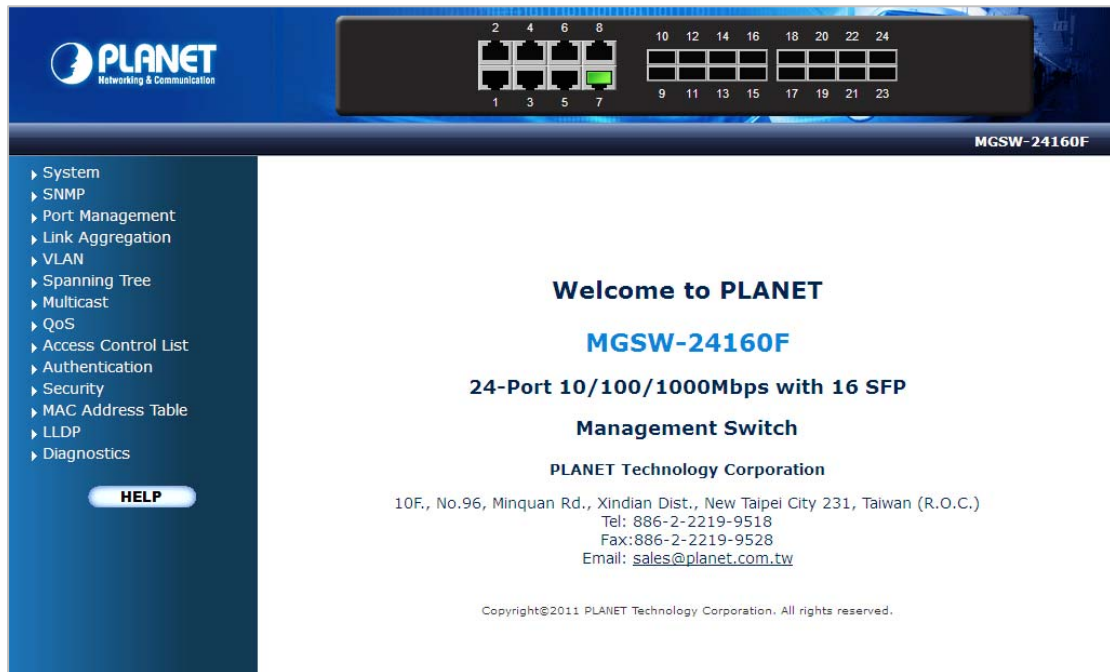 PLANET
Networking & Communication
2 4 6 8 10 12 14 16 18 20 22 24
1 3 5 7 9 11 13 15 17 19 21 23
MGSW-24160F
System
SNMP
Port Management
Link Aggregation
VLAN
Spanning Tree
Multicast
QoS
Access Control List
Authentication
Security
MAC Address Table
LLDP
Diagnostics
HELP
Welcome to PLANET
MGSW-24160F
24-Port 10/100/1000Mbps with 16 SFP
Management Switch
PLANET Technology Corporation
10F., No.96, Minquan Rd., Xindian Dist., New Taipei City 231, Taiwan (R.O.C.)
Tel: 886-2-2219-9518
Fax:886-2-2219-9528
Email: sales@planet.com.tw
Copyright©2011 PLANET Technology Corporation. All rights reserved.